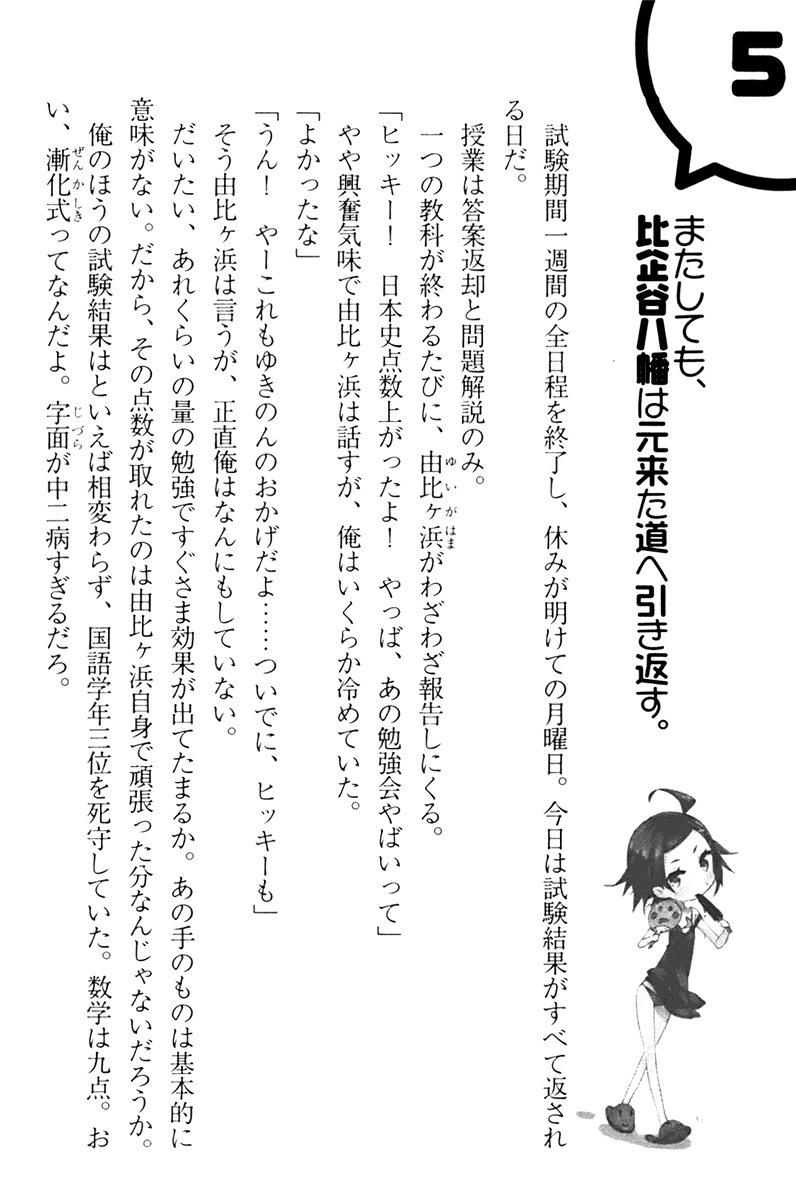 5
またしても、
比企谷八幡は元来た道へ引き返す。
試験期間一週間の全日程を終了し、休みが明けての月曜日。今日は試験結果がすべて返され
る日だ。
授業は答案返却と問題解説のみ。
一つの教科が終わるたびに、由比ヶ浜がわざわざ報告しにくる。
ゆいがはま
「ヒッキー！　日本史点数上がったよ！　やっぱ、あの勉強会やばいって」
やや興奮気味で由比ヶ浜は話すが、俺はいくらか冷めていた。
「よかったな」
「うん！　やーこれもゆきのんのおかげだよ……ついでに、ヒッキーも」
そう由比ヶ浜は言うが、正直俺はなんにもしていない。
だいたい、あれくらいの量の勉強ですぐさま効果が出てたまるか。あの手のものは基本的に
意味がない。だから、その点数が取れたのは由比ヶ浜自身で頑張った分なんじゃないだろうか。
俺のほうの試験結果はといえば相変わらず、国語学年三位を死守していた。数学は九点。お
い、漸化式ってなんだよ。字面が中二病すぎるだろ。
ぜんかしき
じづら